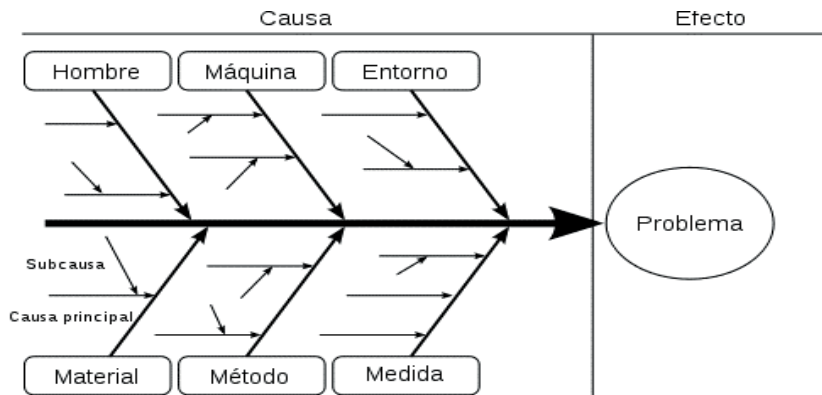 Causa
Efecto
Hombre
Máquina
Entorno
Problema
Subcausa
Causa principal
Material
Método
Medida